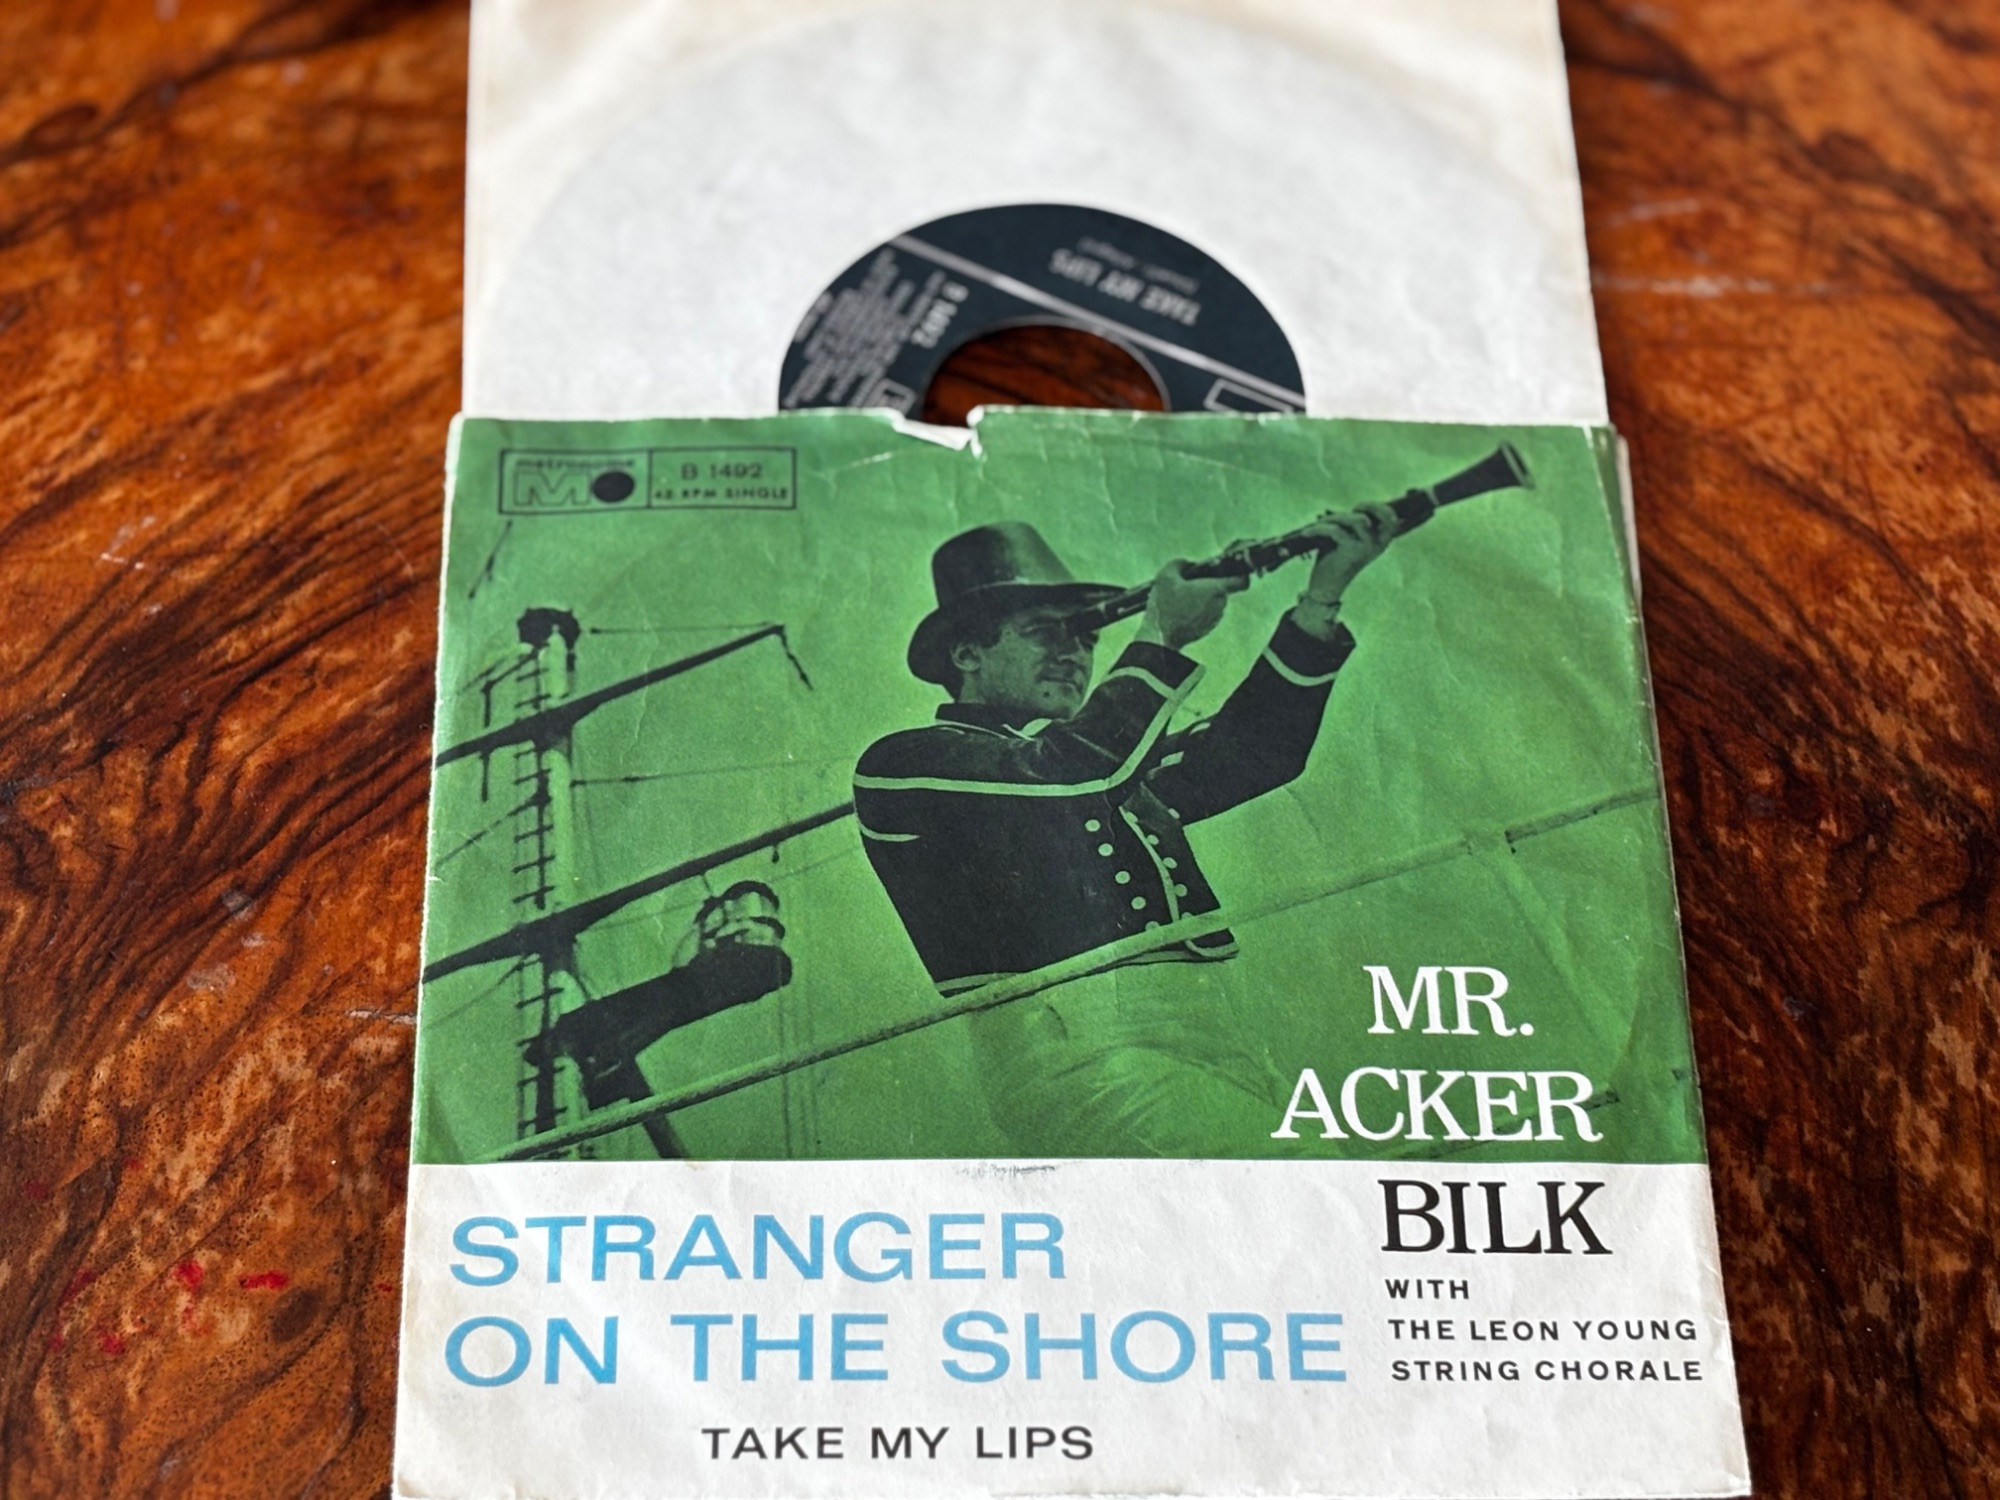 TAKE MY LIPS
B 1492
metronome
B 1492
45 RPM SINGLE
MR.
ACKER
BILK
WITH
THE LEON YOUNG
STRING CHORALE
STRANGER
ON THE SHORE
TAKE MY LIPS